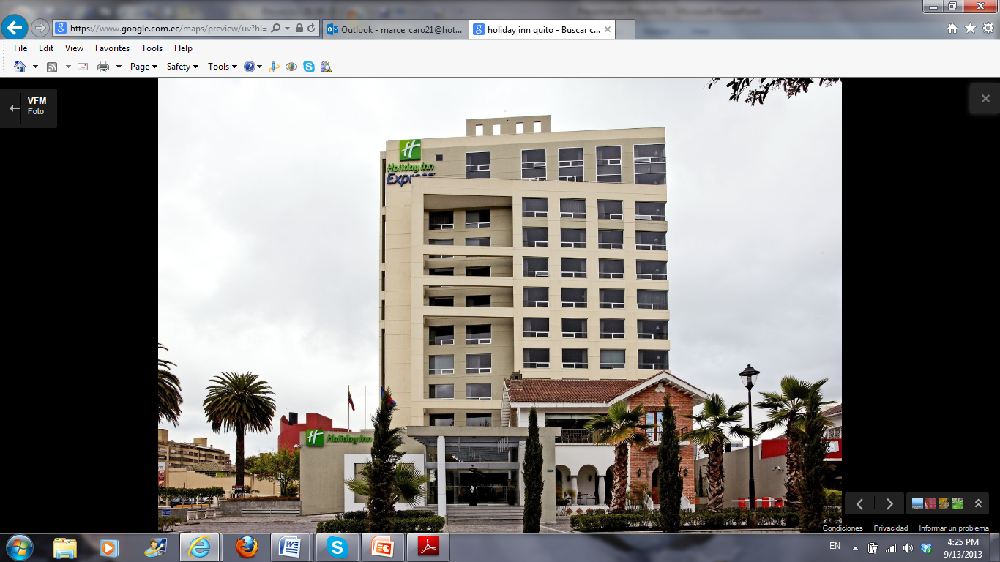 https://www.google.com.ec/maps/preview/uv?hl=
Outlook - marce_caro21@hot...
holiday inn quito - Buscar c...
File Edit View Favorites Tools Help
Page Safety Tools
VFM
Foto
H
Holiday Inn
Express
H Holiday Inn
Condiciones Privacidad Informar un problema
EN
4:25 PM
9/13/2013